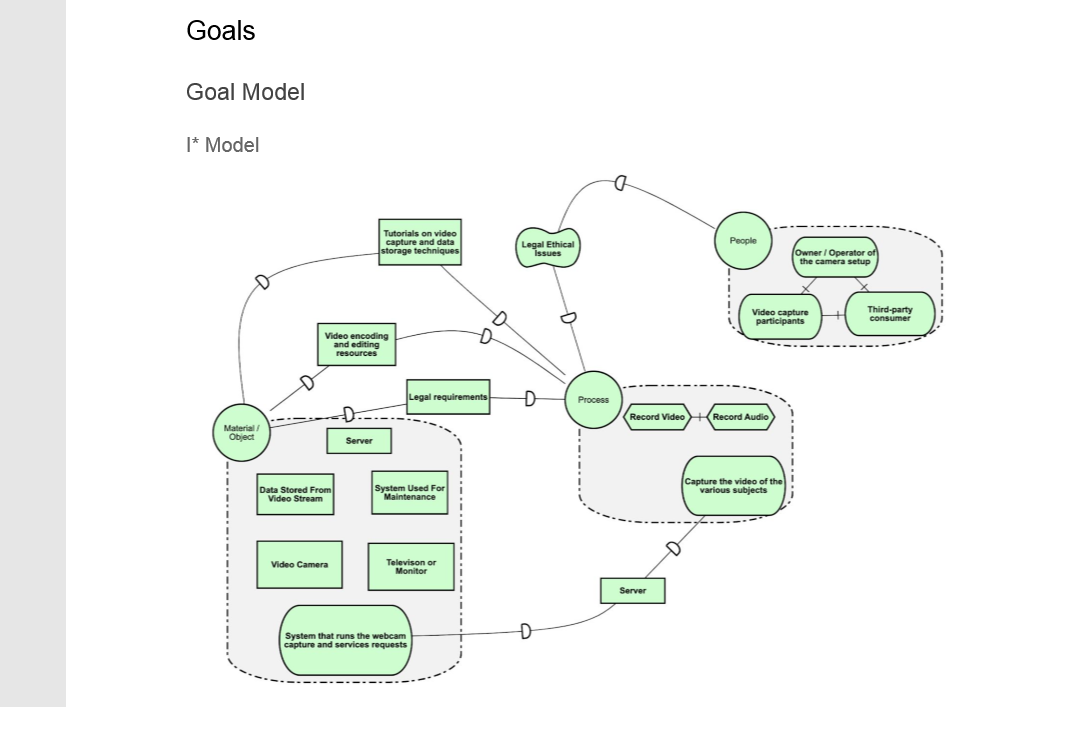 Goals
Goal Model
I* Model
Tutorials on video
capture and data
storage techniques
Legal Ethical
Issues
People
Owner / Operator of
the camera setup
Video capture
participants
Third-party
consumer
Video encoding
and editing
resources
Legal requirements
Process
Record Video
Record Audio
Material /
Object
Server
Data Stored From
Video Stream
System Used For
Maintenance
Capture the video of the
various subjects
Video Camera
Televison or
Monitor
Server
System that runs the webcam
capture and services requests